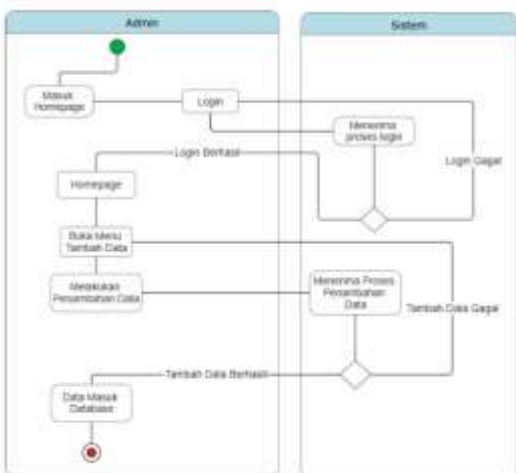 Admin
Sistem
Masuk
Homepage
Login
Menerima
proses login
Login Berhasil
Login Gagal
Homepage
Buka Menu
Tambah Data
Melakukan
Penambahan Data
Menerima Proses
Penambahan
Data
Tambah Data Gagal
Tambah Data Berhasil
Data Masuk
Database